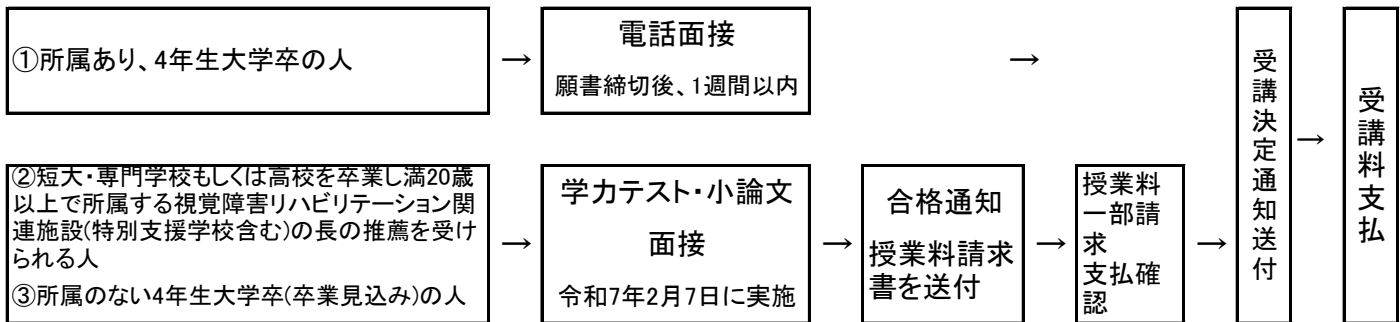 ①所属あり、4年生大学卒の人
→
電話面接
願書締切後、1週間以内
→
②短大・専門学校もしくは高校を卒業し満20歳
以上で所属する視覚障害リハビリテーション関
連施設(特別支援学校含む)の長の推薦を受け
られる人
③所属のない4年生大学卒(卒業見込み)の人
→
学力テスト・小論文
面接
令和7年2月7日に実施
→
合格通知
授業料請求
書を送付
→
授業料
一部請
求
支払確
認
→
受講決定通知送付
→
受講料支払